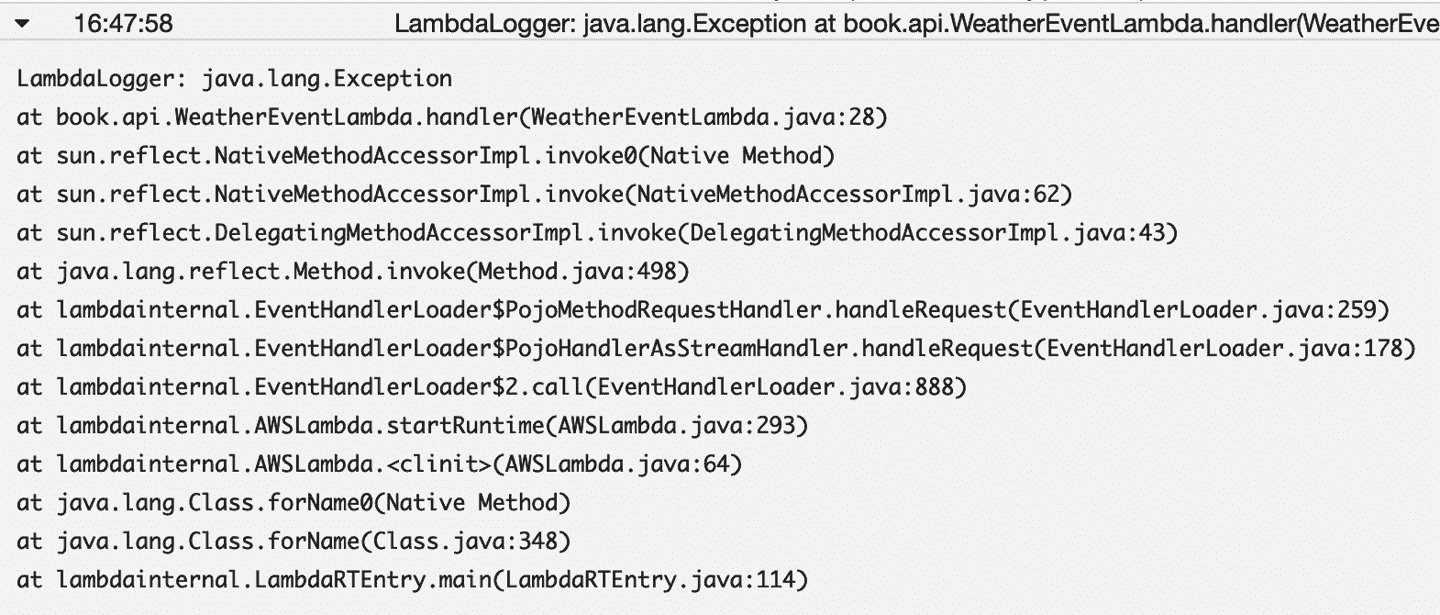 16:47:58 LambdaLogger: java.lang.Exception at book.api.WeatherEventLambda.handler(WeatherEve
LambdaLogger: java.lang.Exception
at book.api.WeatherEventLambda.handler(WeatherEventLambda.java:28)
at sun.reflect.NativeMethodAccessorImpl.invoke0(Native Method)
at sun.reflect.NativeMethodAccessorImpl.invoke(NativeMethodAccessorImpl.java:62)
at sun.reflect.DelegatingMethodAccessorImpl.invoke(DelegatingMethodAccessorImpl.java:43)
at java.lang.reflect.Method.invoke(Method.java:498)
at lambdainternal.EventHandlerLoader$PojoMethodRequestHandler.handleRequest(EventHandlerLoader.java:259)
at lambdainternal.EventHandlerLoader$PojoHandlerAsStreamHandler.handleRequest(EventHandlerLoader.java:178)
at lambdainternal.EventHandlerLoader$2.call(EventHandlerLoader.java:888)
at lambdainternal.AWSLambda.startRuntime(AWSLambda.java:293)
at lambdainternal.AWSLambda.<clinit>(AWSLambda.java:64)
at java.lang.Class.forName0(Native Method)
at java.lang.Class.forName(Class.java:348)
at lambdainternal.LambdaRTEntry.main(LambdaRTEntry.java:114)